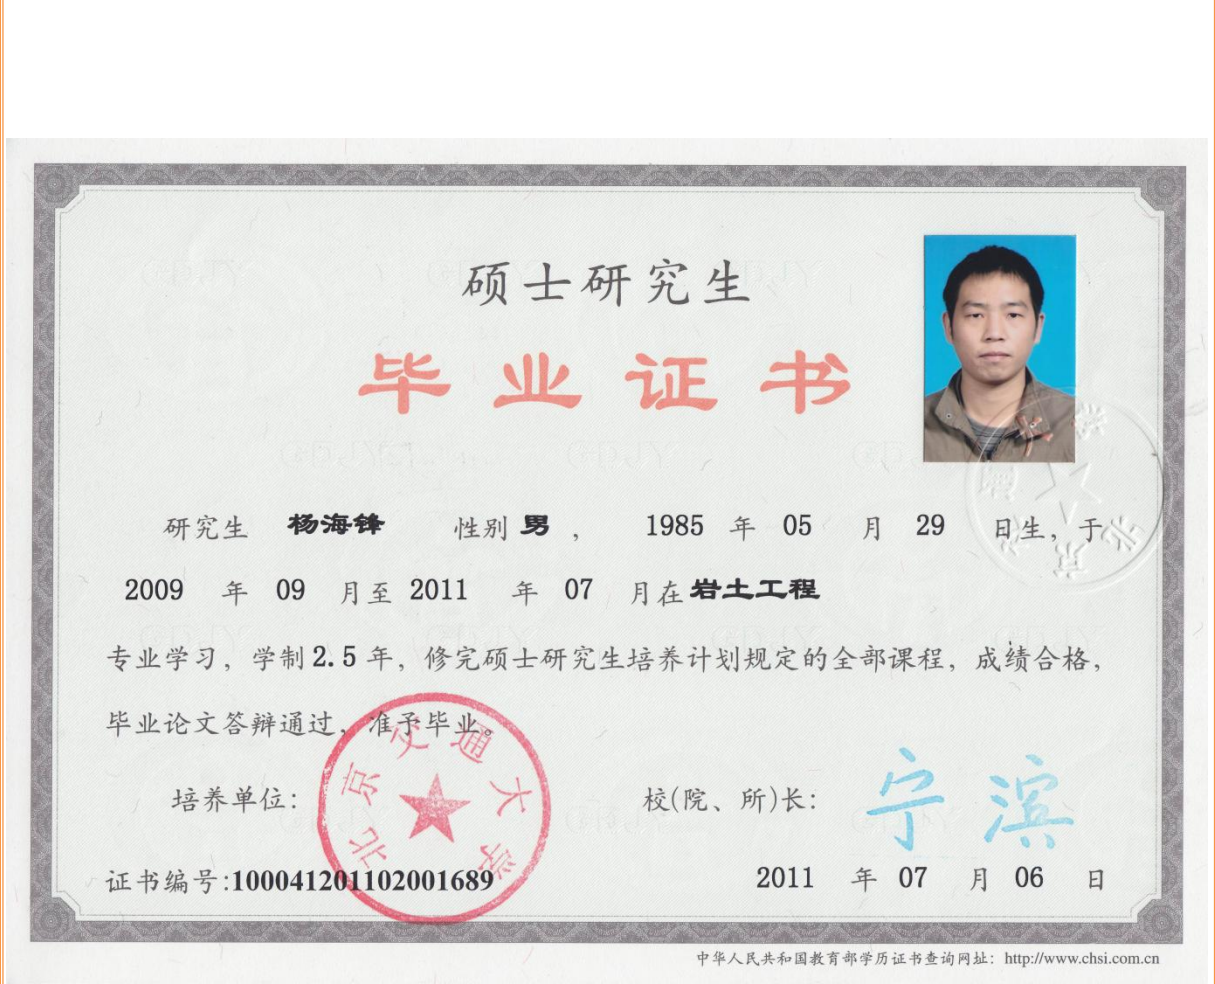 硕士研究生
毕业证书
研究生 杨海锋 性别 男 ， 1985 年 05 月 29 日生，于
2009 年 09 月至 2011 年 07 月在 岩土工程
专业学习，学制 2.5 年，修完硕士研究生培养计划规定的全部课程，成绩合格，
毕业论文答辩通过，准予毕业。
北京交通大学
培养单位： 校(院、所)长： 宁滨
证书编号:100041201102001689 2011 年 07 月 06 日
中华人民共和国教育部学历证书查询网址：http://www.chsi.com.cn